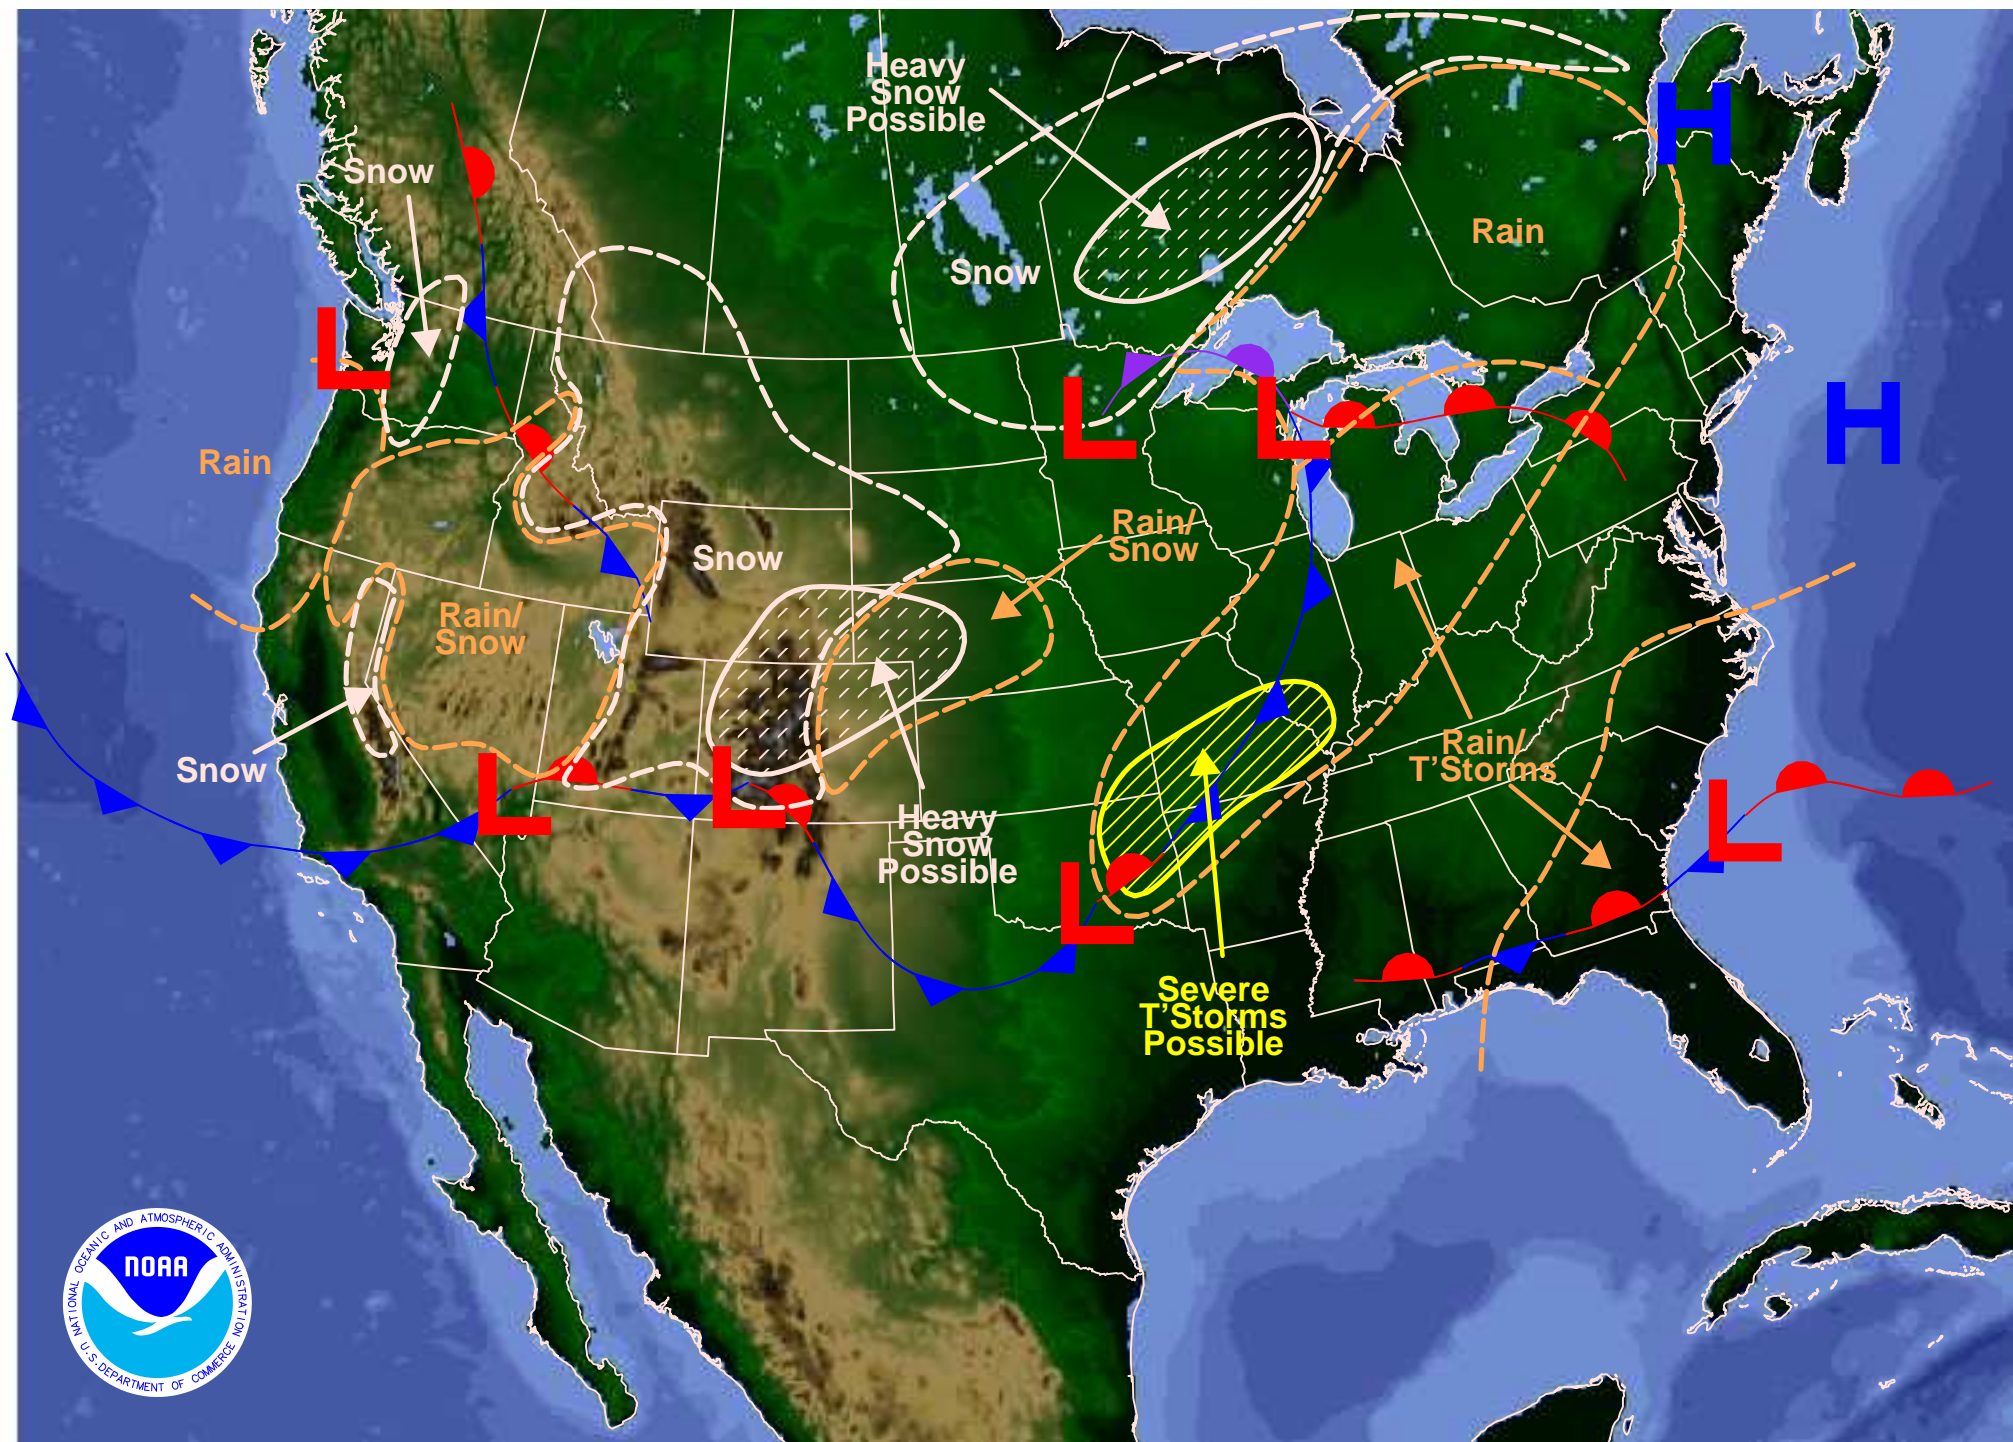 Heavy
Snow
Possible
Snow
H
Rain
Snow
L
L
L
H
Rain
Rain/
Snow
Snow
Rain/
Snow
Snow
Rain/
T'Storms
L
L
L
Heavy
Snow
Possible
L
Severe
T'Storms
Possible
NATIONAL OCEANIC AND ATMOSPHERIC ADMINISTRATION
NOAA
U.S. DEPARTMENT OF COMMERCE